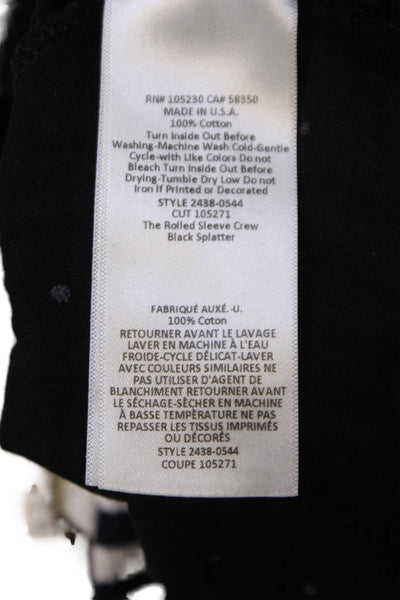 RN# 105230 CA# 58350
MADE IN U.S.A.
100% Cotton
Turn Inside Out Before
Washing-Machine Wash Cold-Gentle
Cycle-with Like Colors Do not
Bleach Turn Inside Out Before
Drying-Tumble Dry Low Do not
Iron If Printed or Decorated
STYLE 2438-0544
CUT 105271
The Rolled Sleeve Crew
Black Splatter
FABRIQUÉ AUXÉ.-U.
100% Coton
RETOURNER AVANT LE LAVAGE
LAVER EN MACHINE À L'EAU
FROIDE-CYCLE DÉLICAT-LAVER
AVEC COULEURS SIMILAIRES NE
PAS UTILISER D'AGENT DE
BLANCHIMENT RETOURNER AVANT
LE SÉCHAGE-SÈCHER EN MACHINE
À BASSE TEMPÈRATURE NE PAS
REPASSER LES TISSUS IMPRIMÉS
OU DÉCORÉS
STYLE 2438-0544
COUPE 105271